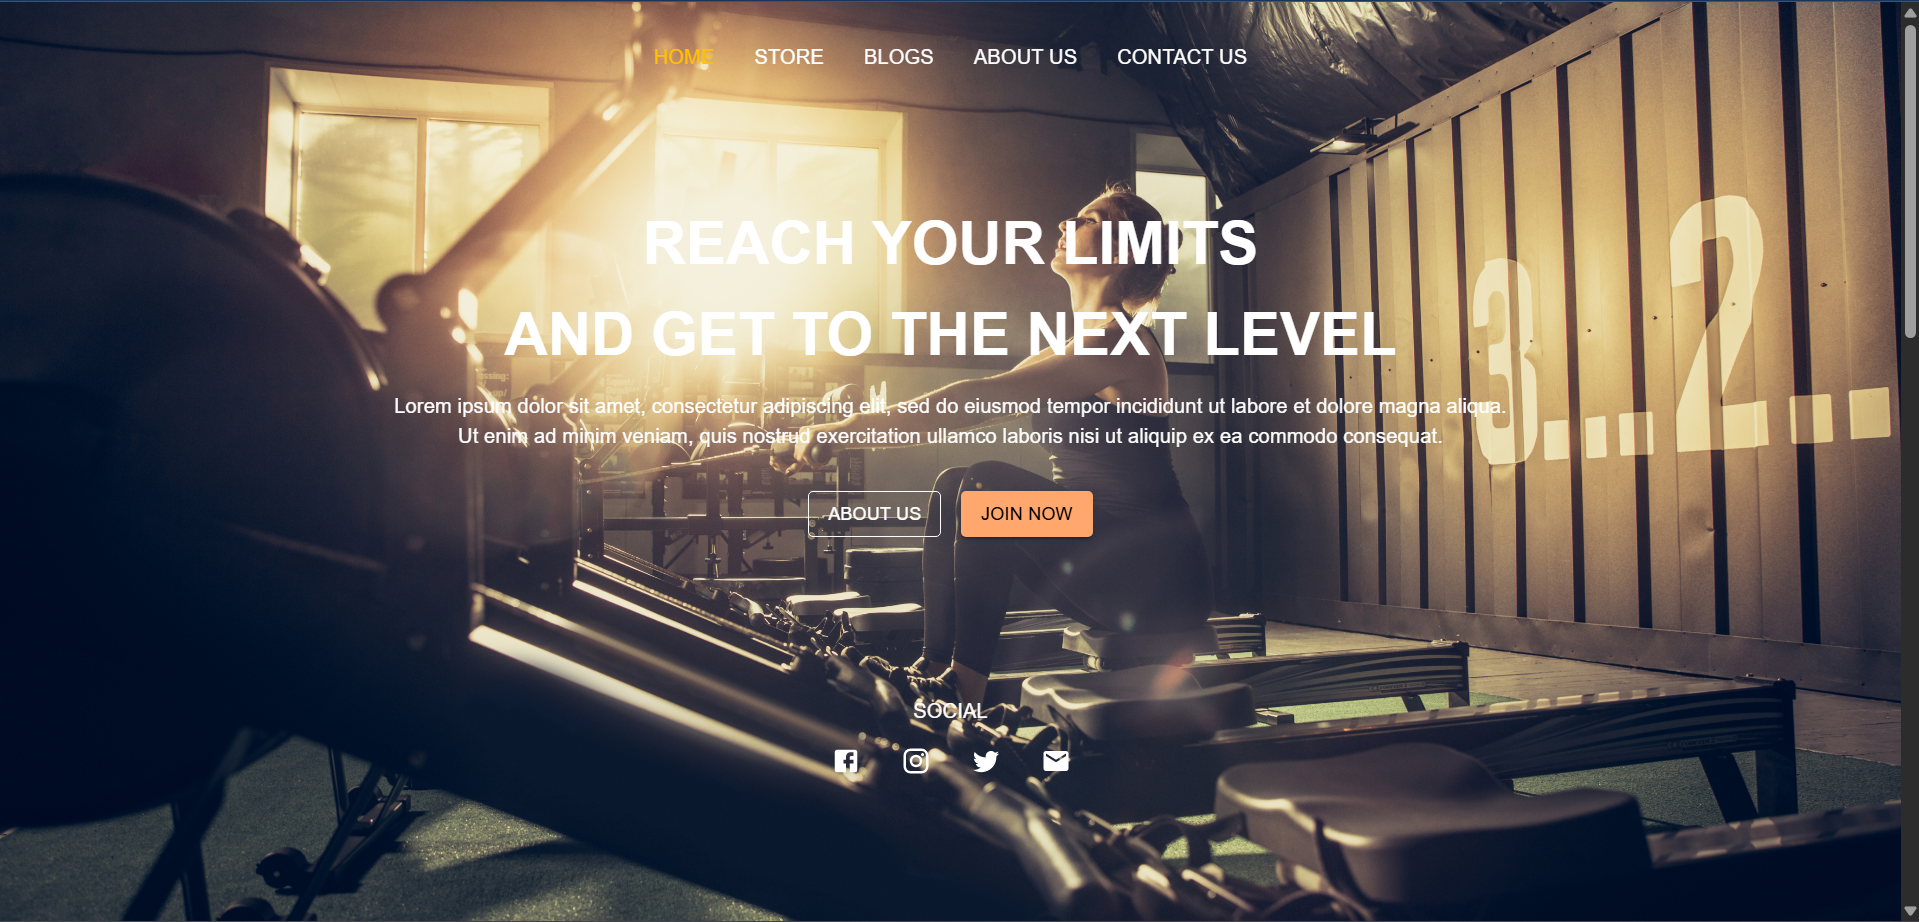 HOME STORE BLOGS ABOUT US CONTACT US
REACH YOUR LIMITS
AND GET TO THE NEXT LEVEL
3...2...
Lorem ipsum dolor sit amet, consectetur adipiscing elit, sed do eiusmod tempor incididunt ut labore et dolore magna aliqua.
Ut enim ad minim veniam, quis nostrud exercitation ullamco laboris nisi ut aliquip ex ea commodo consequat.
ABOUT US JOIN NOW
SOCIAL